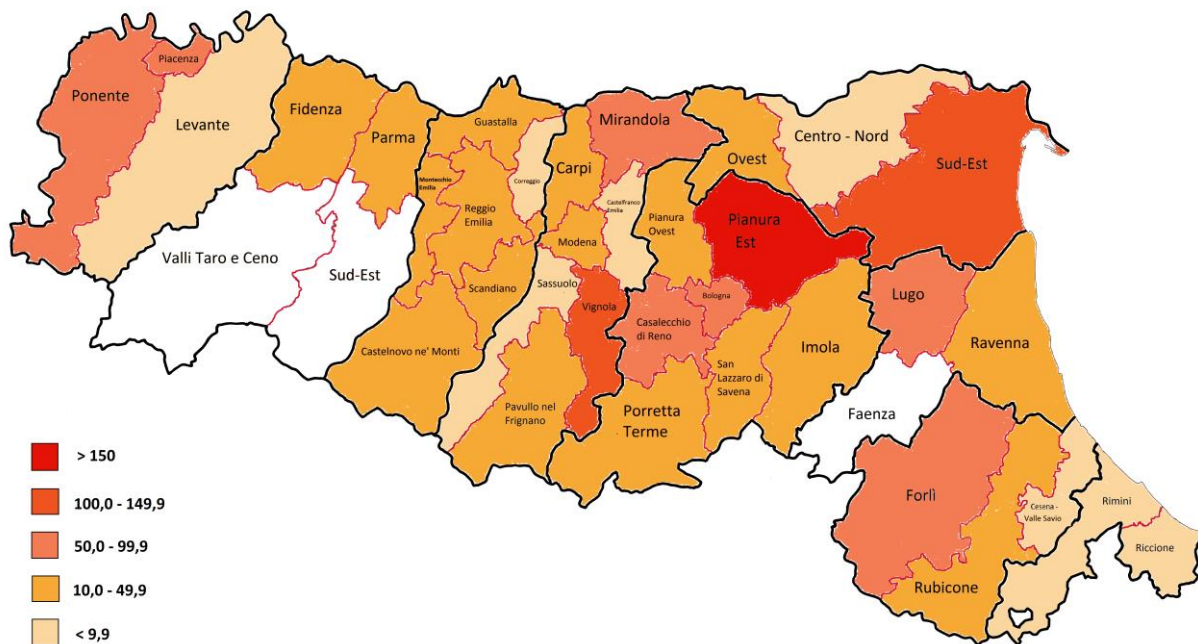 Piacenza
Ponente
Levante
Fidenza
Parma
Guastalla
Montecchio
Emilia
Reggio
Emilia
Correggio
Carpi
Mirandola
Ovest
Centro - Nord
Sud-Est
Castelfranco
Emilia
Pianura
Ovest
Pianura
Est
Modena
Valli Taro e Ceno
Sud-Est
Scandiano
Sassuolo
Vignola
Bologna
Casalecchio
di Reno
Lugo
Ravenna
Imola
Castelnovo ne' Monti
San
Lazzaro di
Savena
Pavullo nel
Frignano
Porretta
Terme
Faenza
Forlì
Cesena -
Valle Savio
Rimini
Riccione
Rubicone
> 150
100,0 - 149,9
50,0 - 99,9
10,0 - 49,9
< 9,9